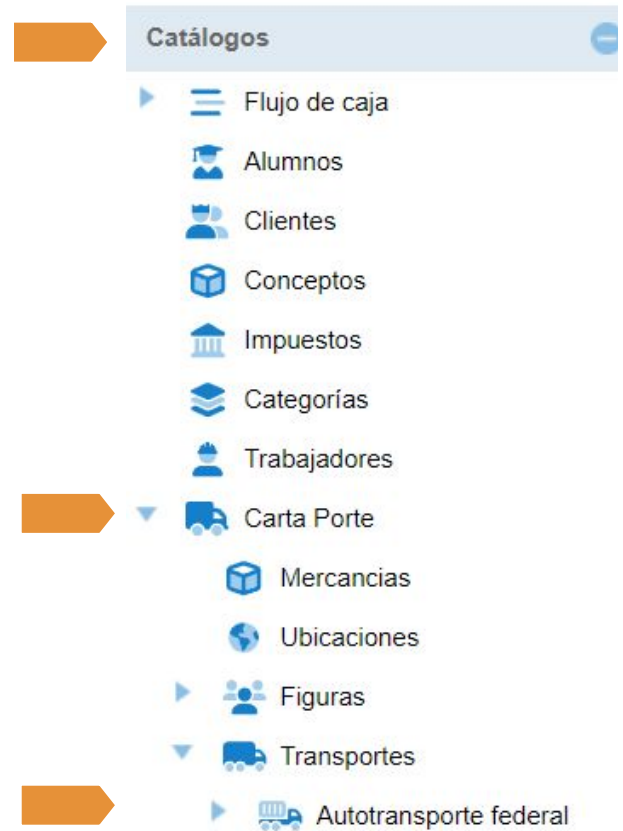 Catálogos
Flujo de caja
Alumnos
Clientes
Conceptos
Impuestos
Categorías
Trabajadores
Carta Porte
Mercancias
Ubicaciones
Figuras
Transportes
Autotransporte federal